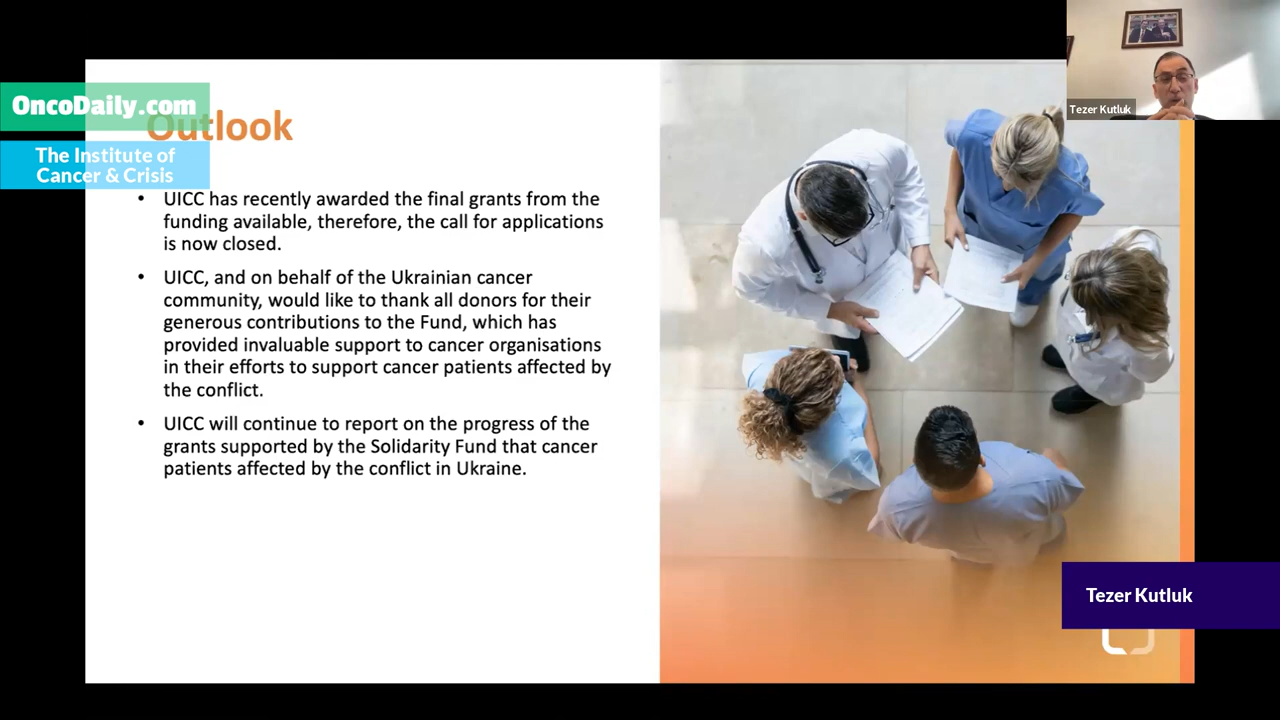 OncoDaily.com
The Institute of
Cancer & Crisis
Outlook
• UICC has recently awarded the final grants from the
funding available, therefore, the call for applications
is now closed.
• UICC, and on behalf of the Ukrainian cancer
community, would like to thank all donors for their
generous contributions to the Fund, which has
provided invaluable support to cancer organisations
in their efforts to support cancer patients affected by
the conflict.
• UICC will continue to report on the progress of the
grants supported by the Solidarity Fund that cancer
patients affected by the conflict in Ukraine.
Tezer Kutluk
Tezer Kutluk